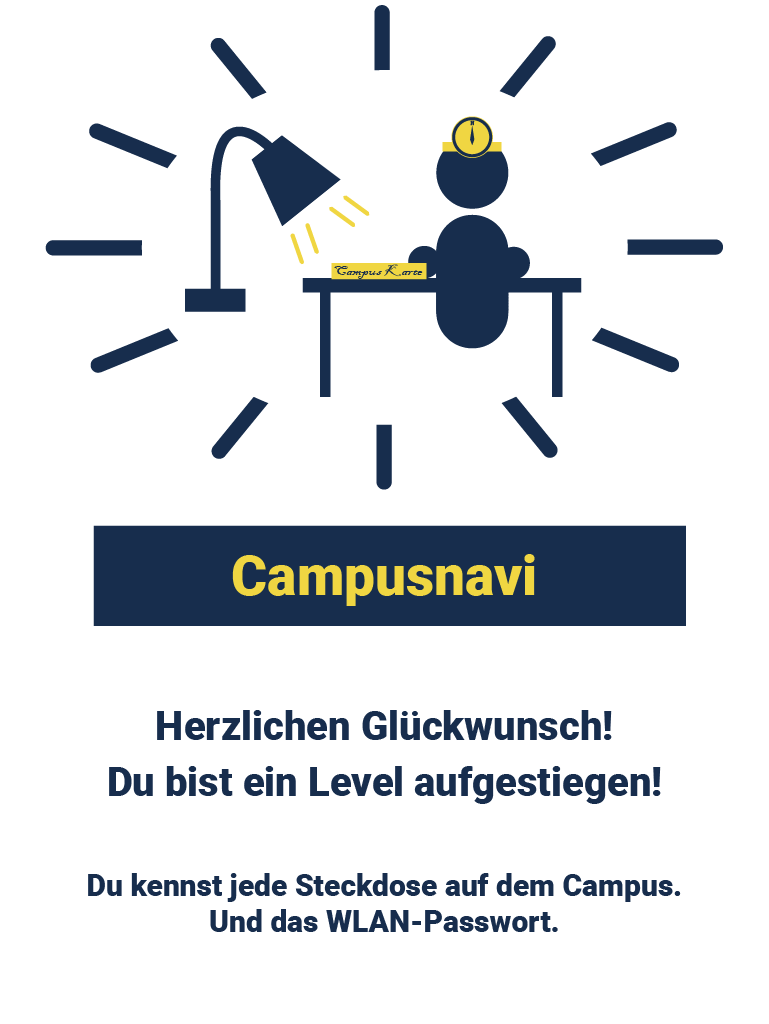 N
Campus Karte
Campusnavi
Herzlichen Glückwunsch!
Du bist ein Level aufgestiegen!
Du kennst jede Steckdose auf dem Campus.
Und das WLAN-Passwort.